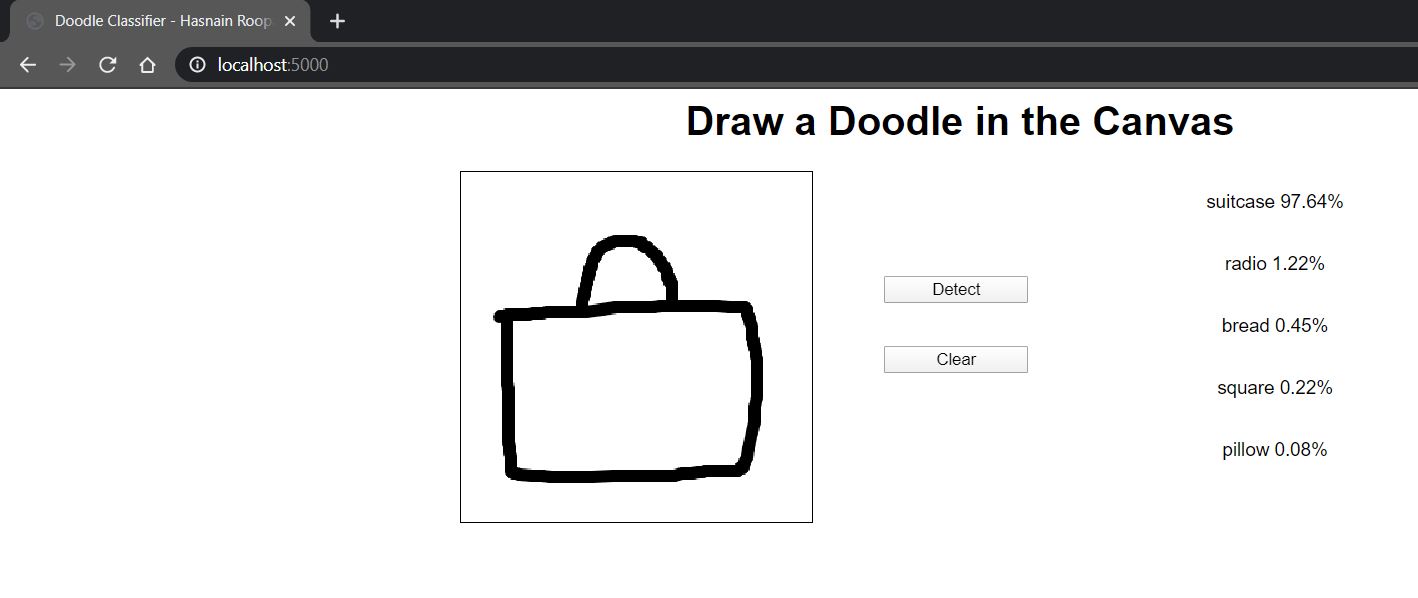 Doodle Classifier - Hasnain Roop
localhost:5000
Draw a Doodle in the Canvas
suitcase 97.64%
radio 1.22%
Detect
bread 0.45%
Clear
square 0.22%
pillow 0.08%